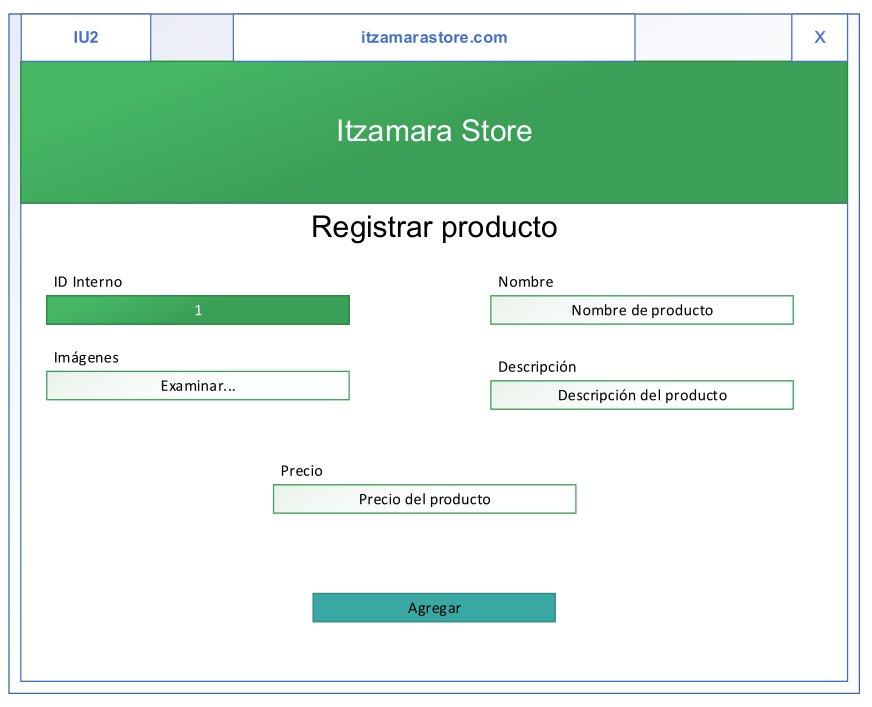 IU2
itzamarastore.com
X
Itzamara Store
Registrar producto
ID Interno
1
Nombre
Nombre de producto
Imágenes
Examinar...
Descripción
Descripción del producto
Precio
Precio del producto
Agregar